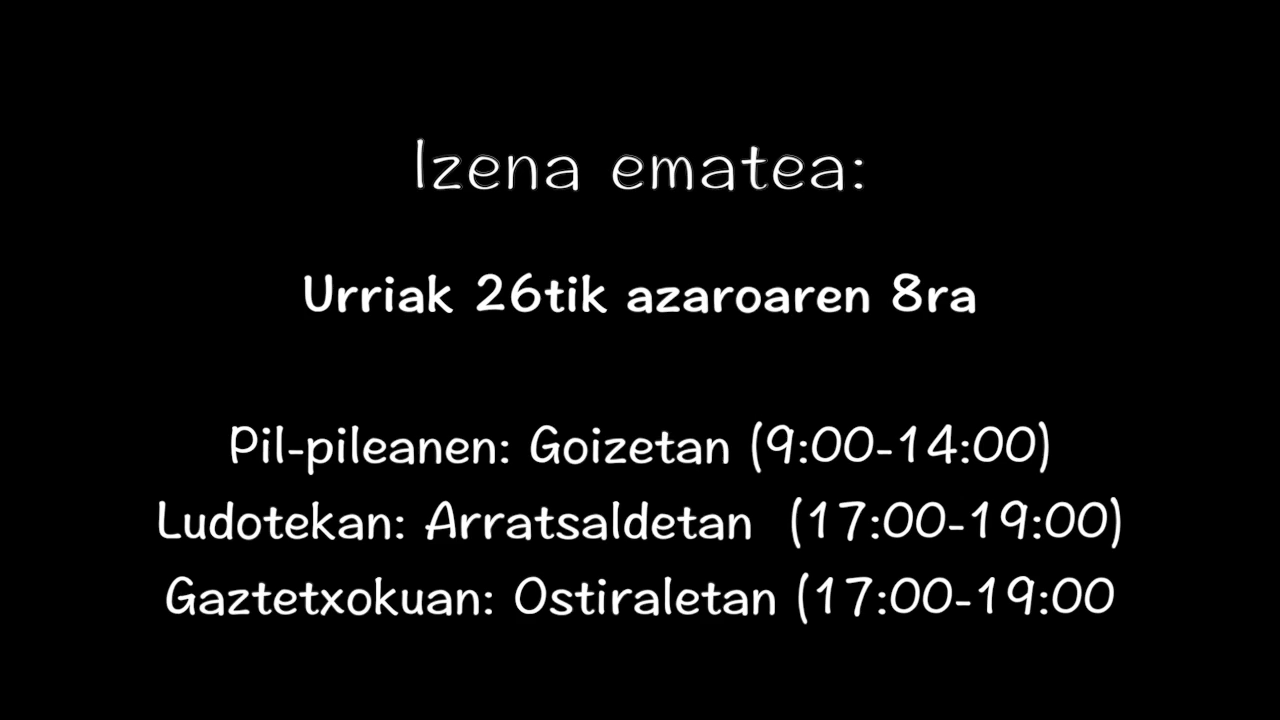 Izena ematea:
Urriak 26tik azaroaren 8ra
Pil-pileanen: Goizetan (9:00-14:00)
Ludotekan: Arratsaldetan (17:00-19:00)
Gaztetxokuan: Ostiraletan (17:00-19:00